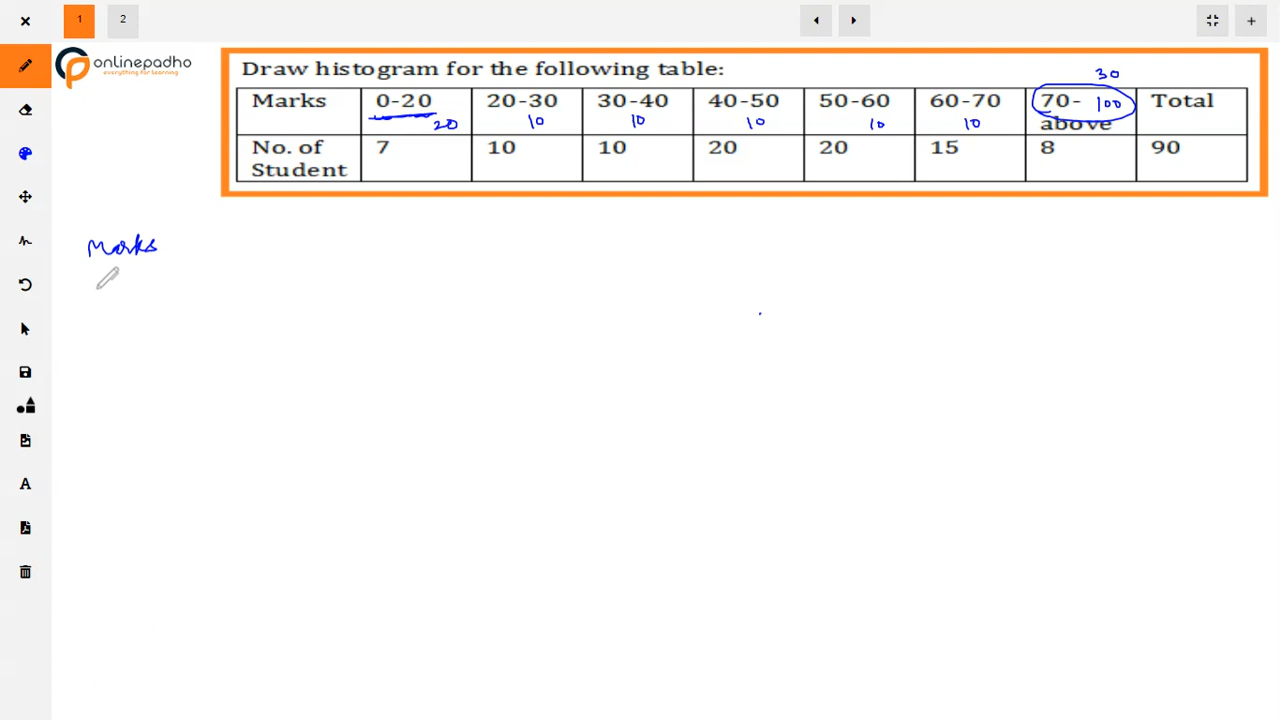 1 2
onlinepadho
everything for learning
Draw histogram for the following table:
30
Marks 0-20 20-30 30-40 40-50 50-60 60-70 70- 100 Total
20 10 10 10 10 10 above
No. of 7 10 10 20 20 15 8 90
Student
Marks
A